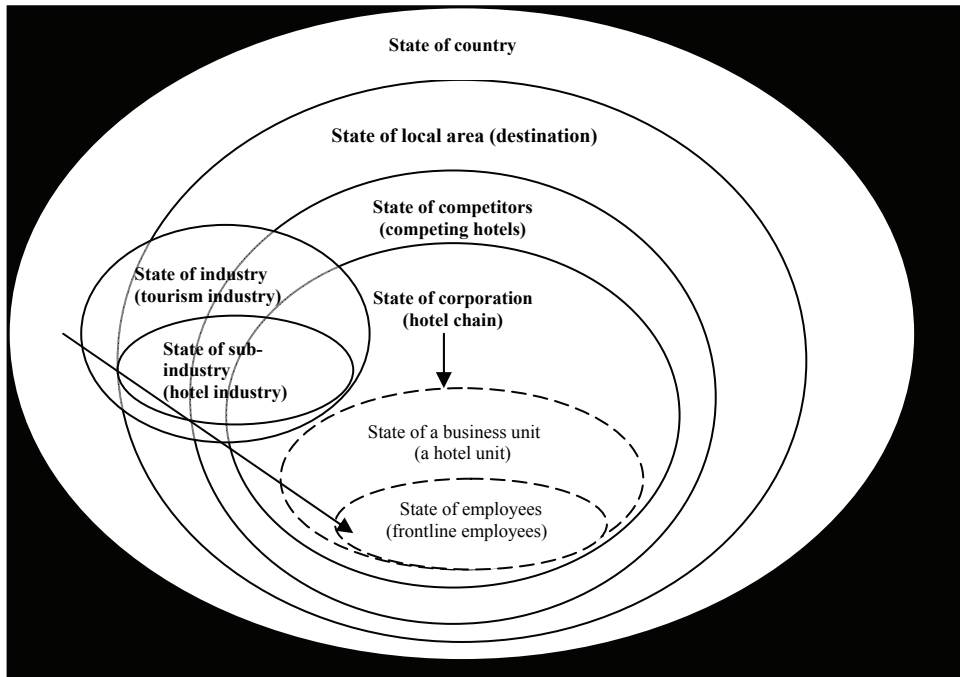 State of country
State of local area (destination)
State of competitors
(competing hotels)
State of industry
(tourism industry)
State of corporation
(hotel chain)
State of sub-
industry
(hotel industry)
State of a business unit
(a hotel unit)
State of employees
(frontline employees)